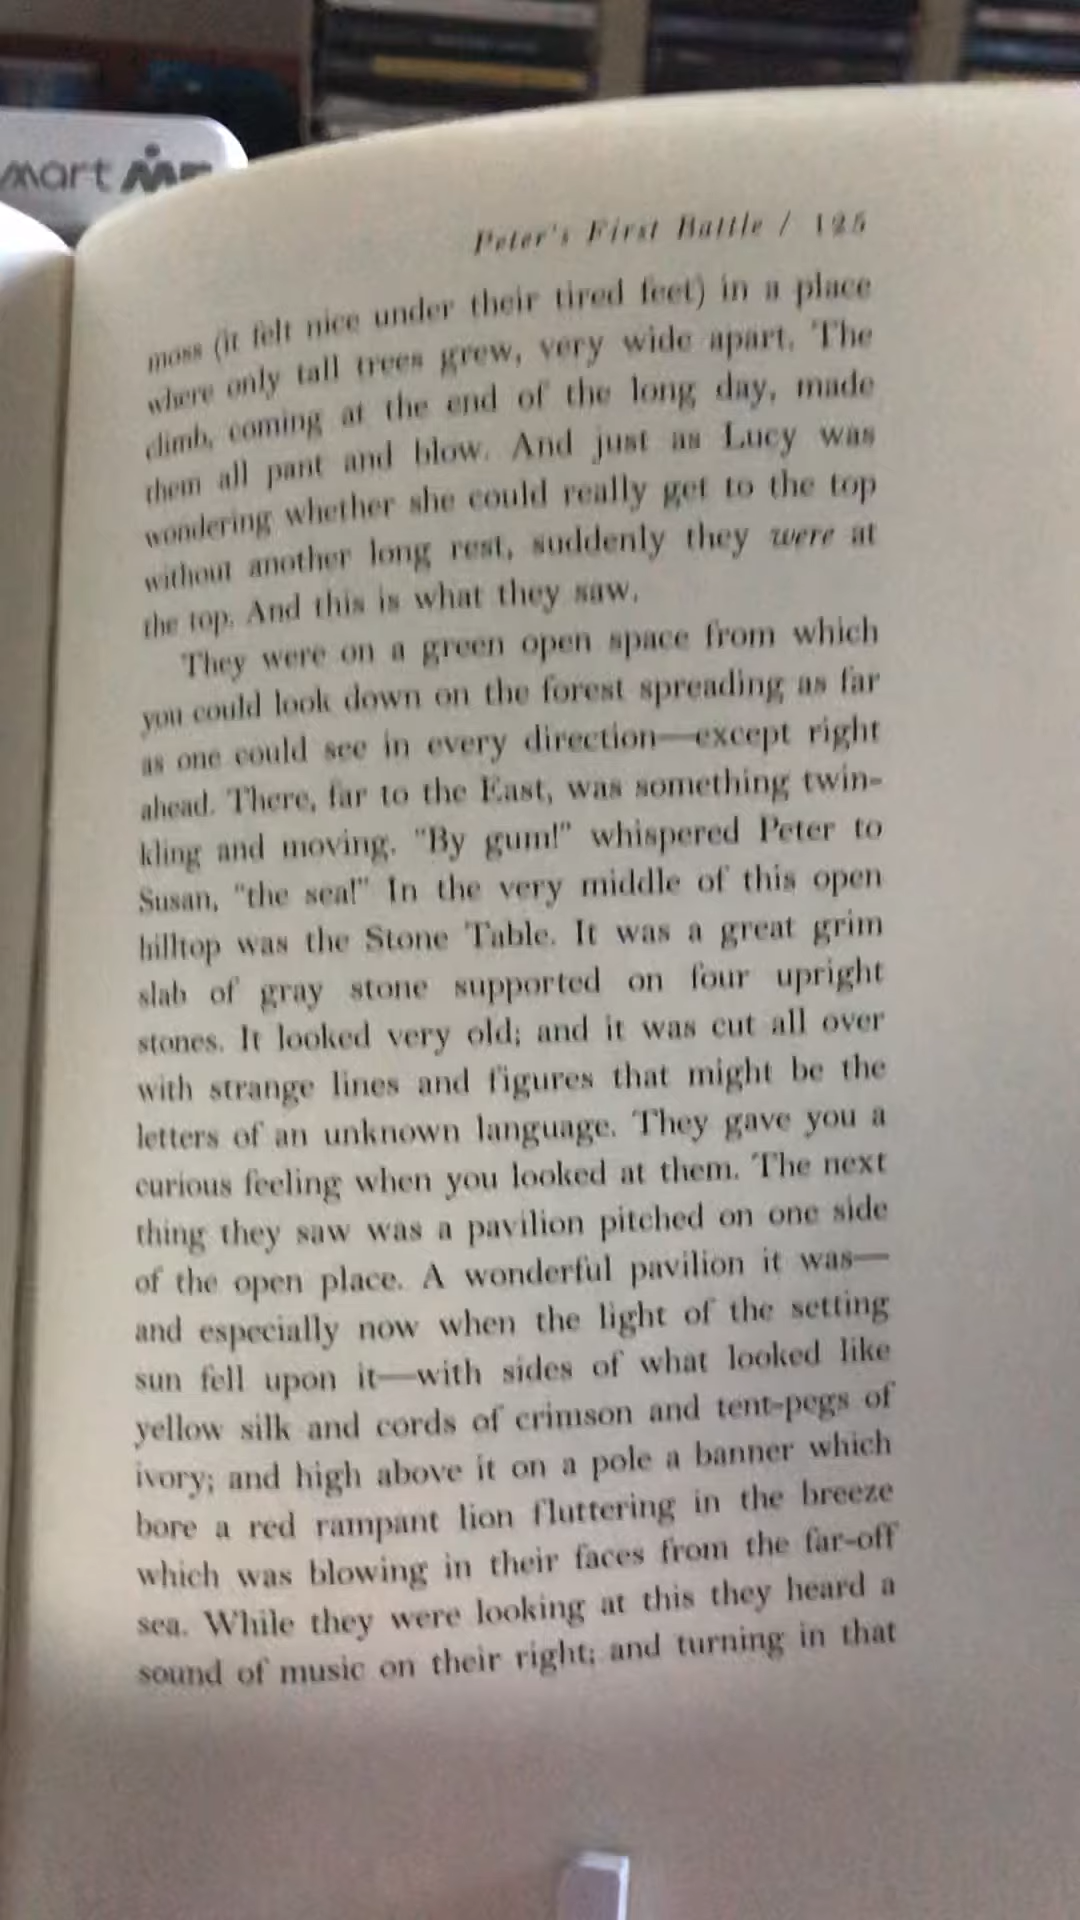 mart ME
Peter's First Battle / 125
moss (it felt nice under their tired feet) in a place
where only tall trees grew, very wide apart. The
climb, coming at the end of the long day, made
them all pant and blow. And just as Lucy was
wondering whether she could really get to the top
without another long rest, suddenly they were at
the top. And this is what they saw.
They were on a green open space from which
you could look down on the forest spreading as far
as one could see in every direction—except right
ahead. There, far to the East, was something twin-
kling and moving. "By gum!" whispered Peter to
Susan, "the sea!" In the very middle of this open
hilltop was the Stone Table. It was a great grim
slab of gray stone supported on four upright
stones. It looked very old; and it was cut all over
with strange lines and figures that might be the
letters of an unknown language. They gave you a
curious feeling when you looked at them. The next
thing they saw was a pavilion pitched on one side
of the open place. A wonderful pavilion it was—
and especially now when the light of the setting
sun fell upon it—with sides of what looked like
yellow silk and cords of crimson and tent-pegs of
ivory; and high above it on a pole a banner which
bore a red rampant lion fluttering in the breeze
which was blowing in their faces from the far-off
sea. While they were looking at this they heard a
sound of music on their right; and turning in that